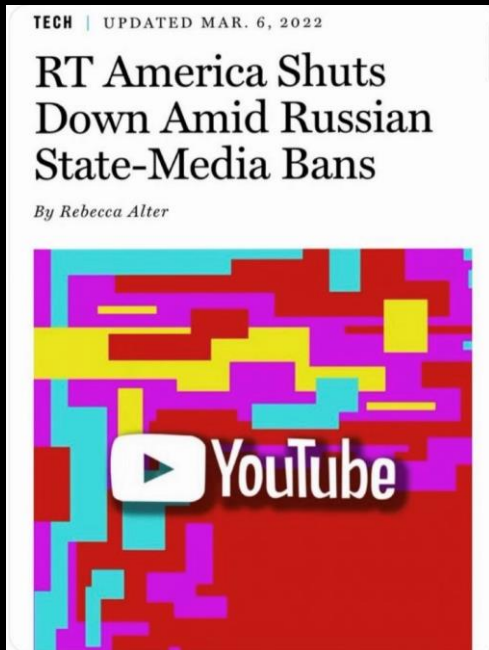 TECH | UPDATED MAR. 6, 2022
RT America Shuts
Down Amid Russian
State-Media Bans
By Rebecca Alter
YouTube